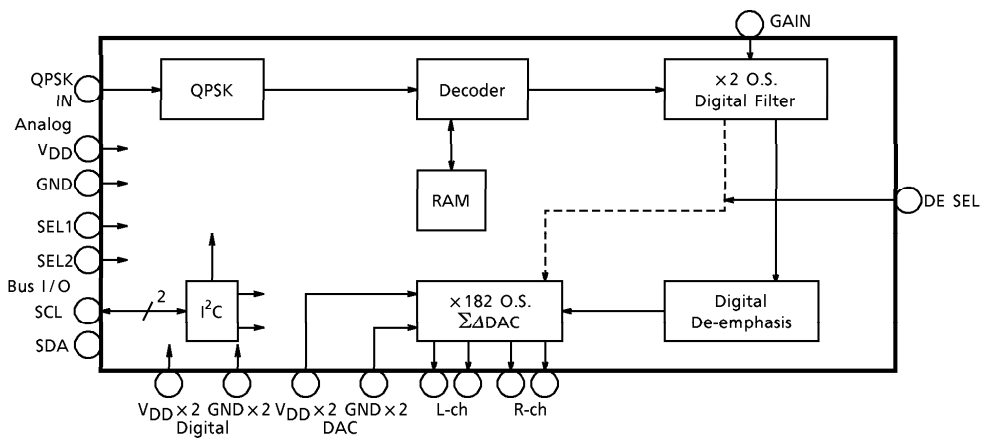 GAIN
QPSK
IN
QPSK
Decoder
×2 O.S.
Digital Filter
Analog
VDD
GND
RAM
DE SEL
SEL1
SEL2
Bus I/O
SCL
2
I²C
×182 O.S.
ΣΔDAC
Digital
De-emphasis
SDA
VDD×2 GND×2 VDD×2 GND×2 L-ch R-ch
Digital DAC